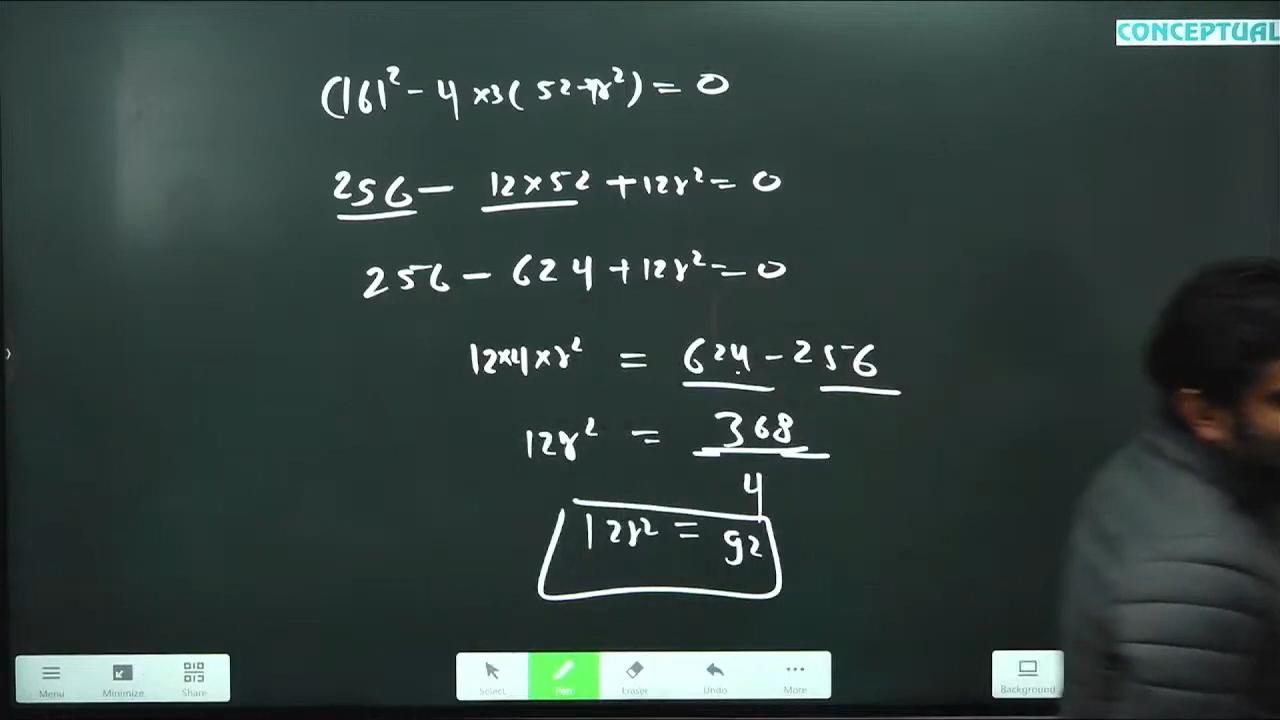 CONCEPTUAL
(16)² - 4 ×3( 52-4r²) = 0
256 - 12×52 +12r² = 0
256 - 624 +12r² = 0
12×4×r² = 624 - 256
12r² = 368
4
12r² = 92
Menu Minimize Share Select Pen Eraser Undo More Background